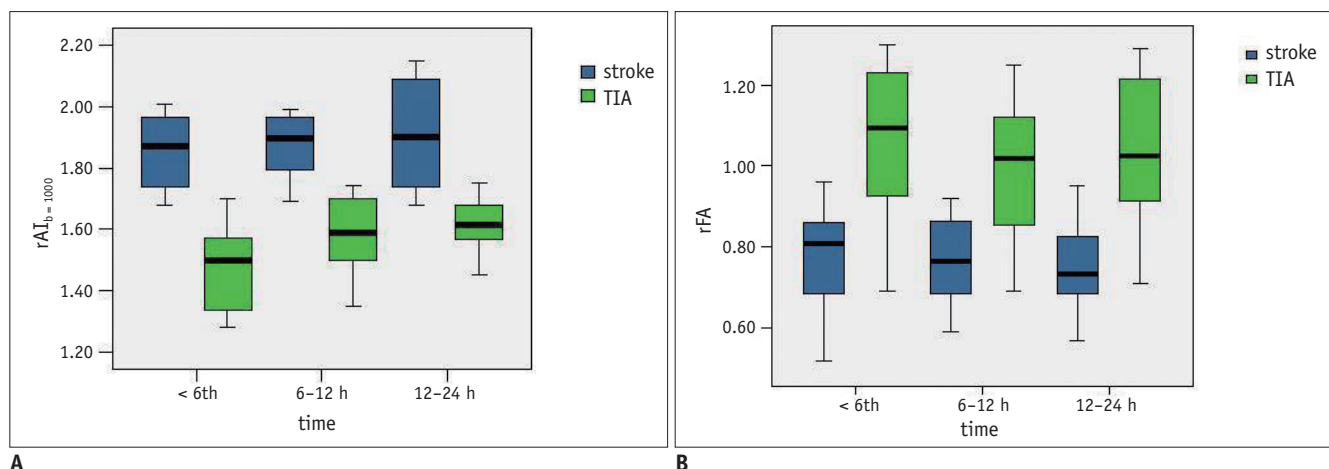 2.20
2.00
1.80
1.60
1.40
1.20
rAI b = 1000
< 6th
6–12 h
12–24 h
time
stroke
TIA
A
1.20
1.00
0.80
0.60
rFA
< 6th
6–12 h
12–24 h
time
stroke
TIA
B